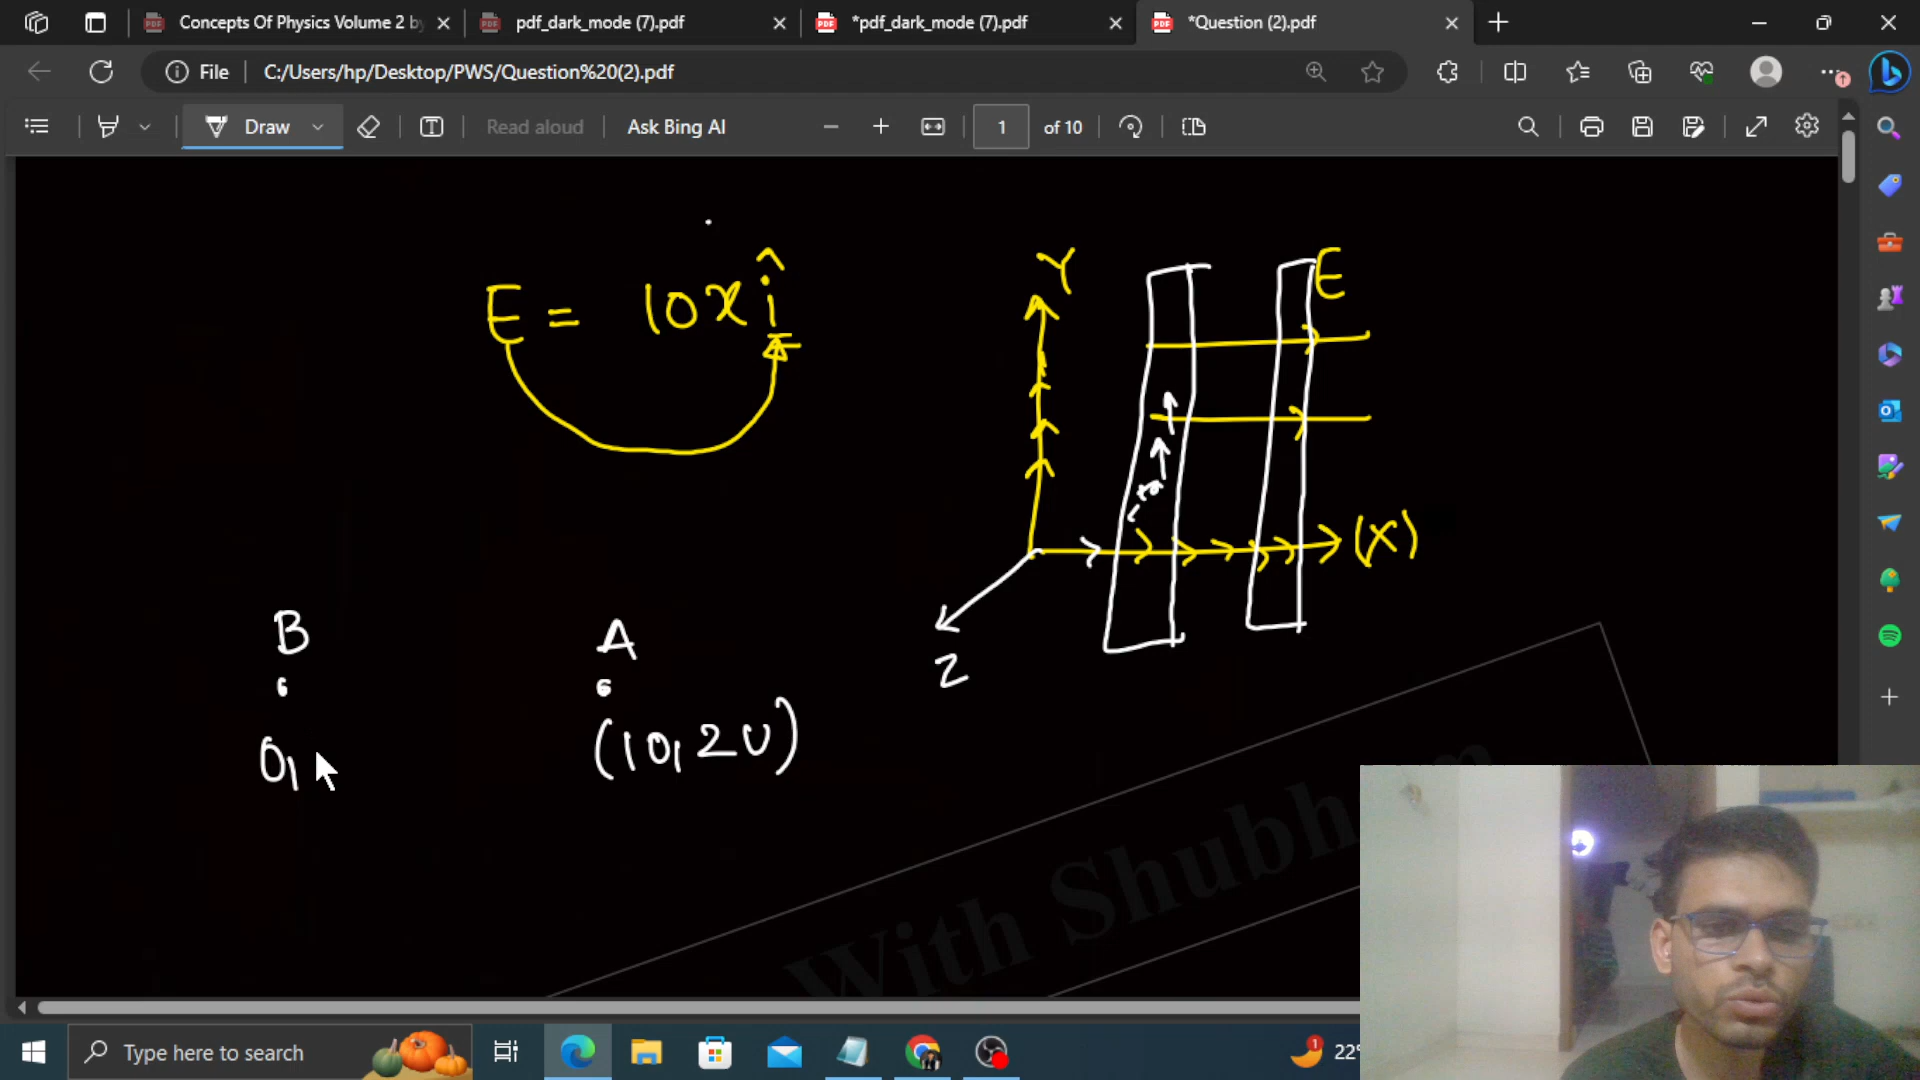 Concepts Of Physics Volume 2 by
pdf_dark_mode (7).pdf
*pdf_dark_mode (7).pdf
*Question (2).pdf
File
C:/Users/hp/Desktop/PWS/Question%20(2).pdf
Draw
Read aloud
Ask Bing AI
1
of 10
E = 10x î
Y
E
(X)
Z
B
A
0,
(10,20)
With Shubh
Type here to search
1
22°